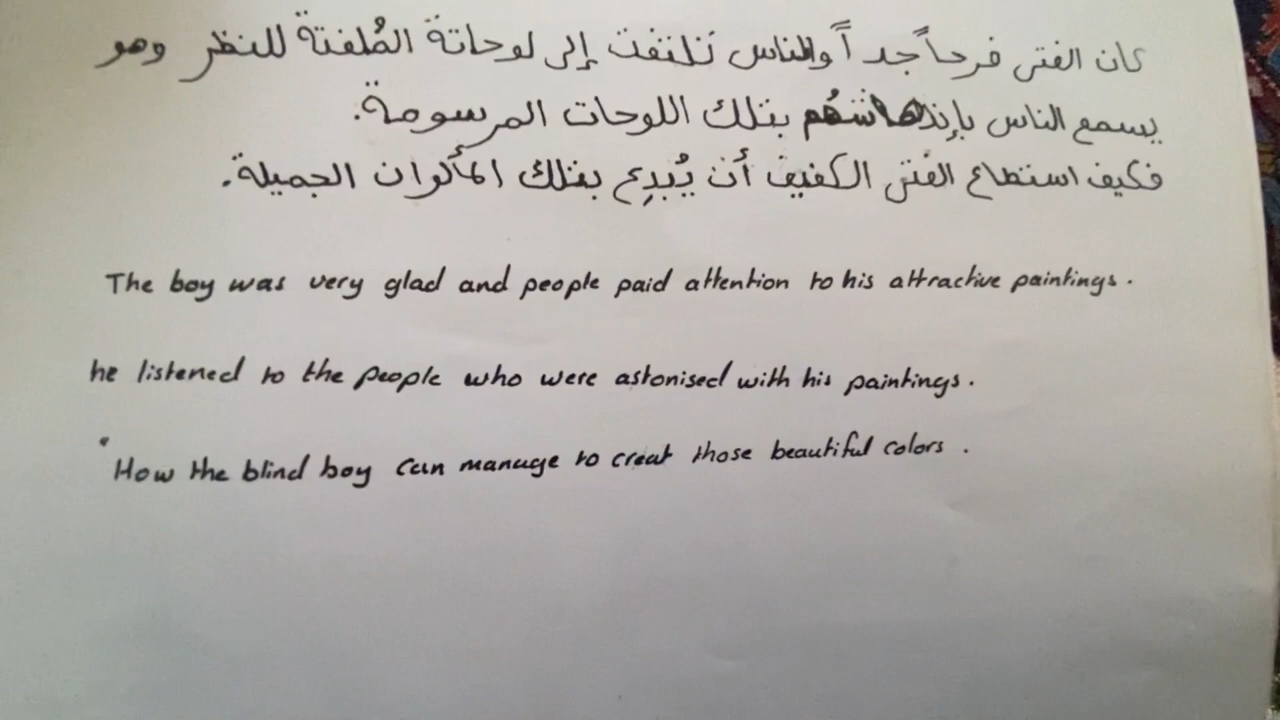 كان الفتى فرحاً جداً والناس تلتفت إلى لوحاتة المُلفتة للنظر وهو
يسمع الناس بإندهاشهُم بتلك اللوحات المرسومة.
فكيف استطاع الفتى الكفيف أن يُبدِع بتلك الألوان الجميلة.
The boy was very glad and people paid attention to his attractive paintings.
he listened to the people who were astonised with his paintings.
How the blind boy can manage to creat those beautiful colors.